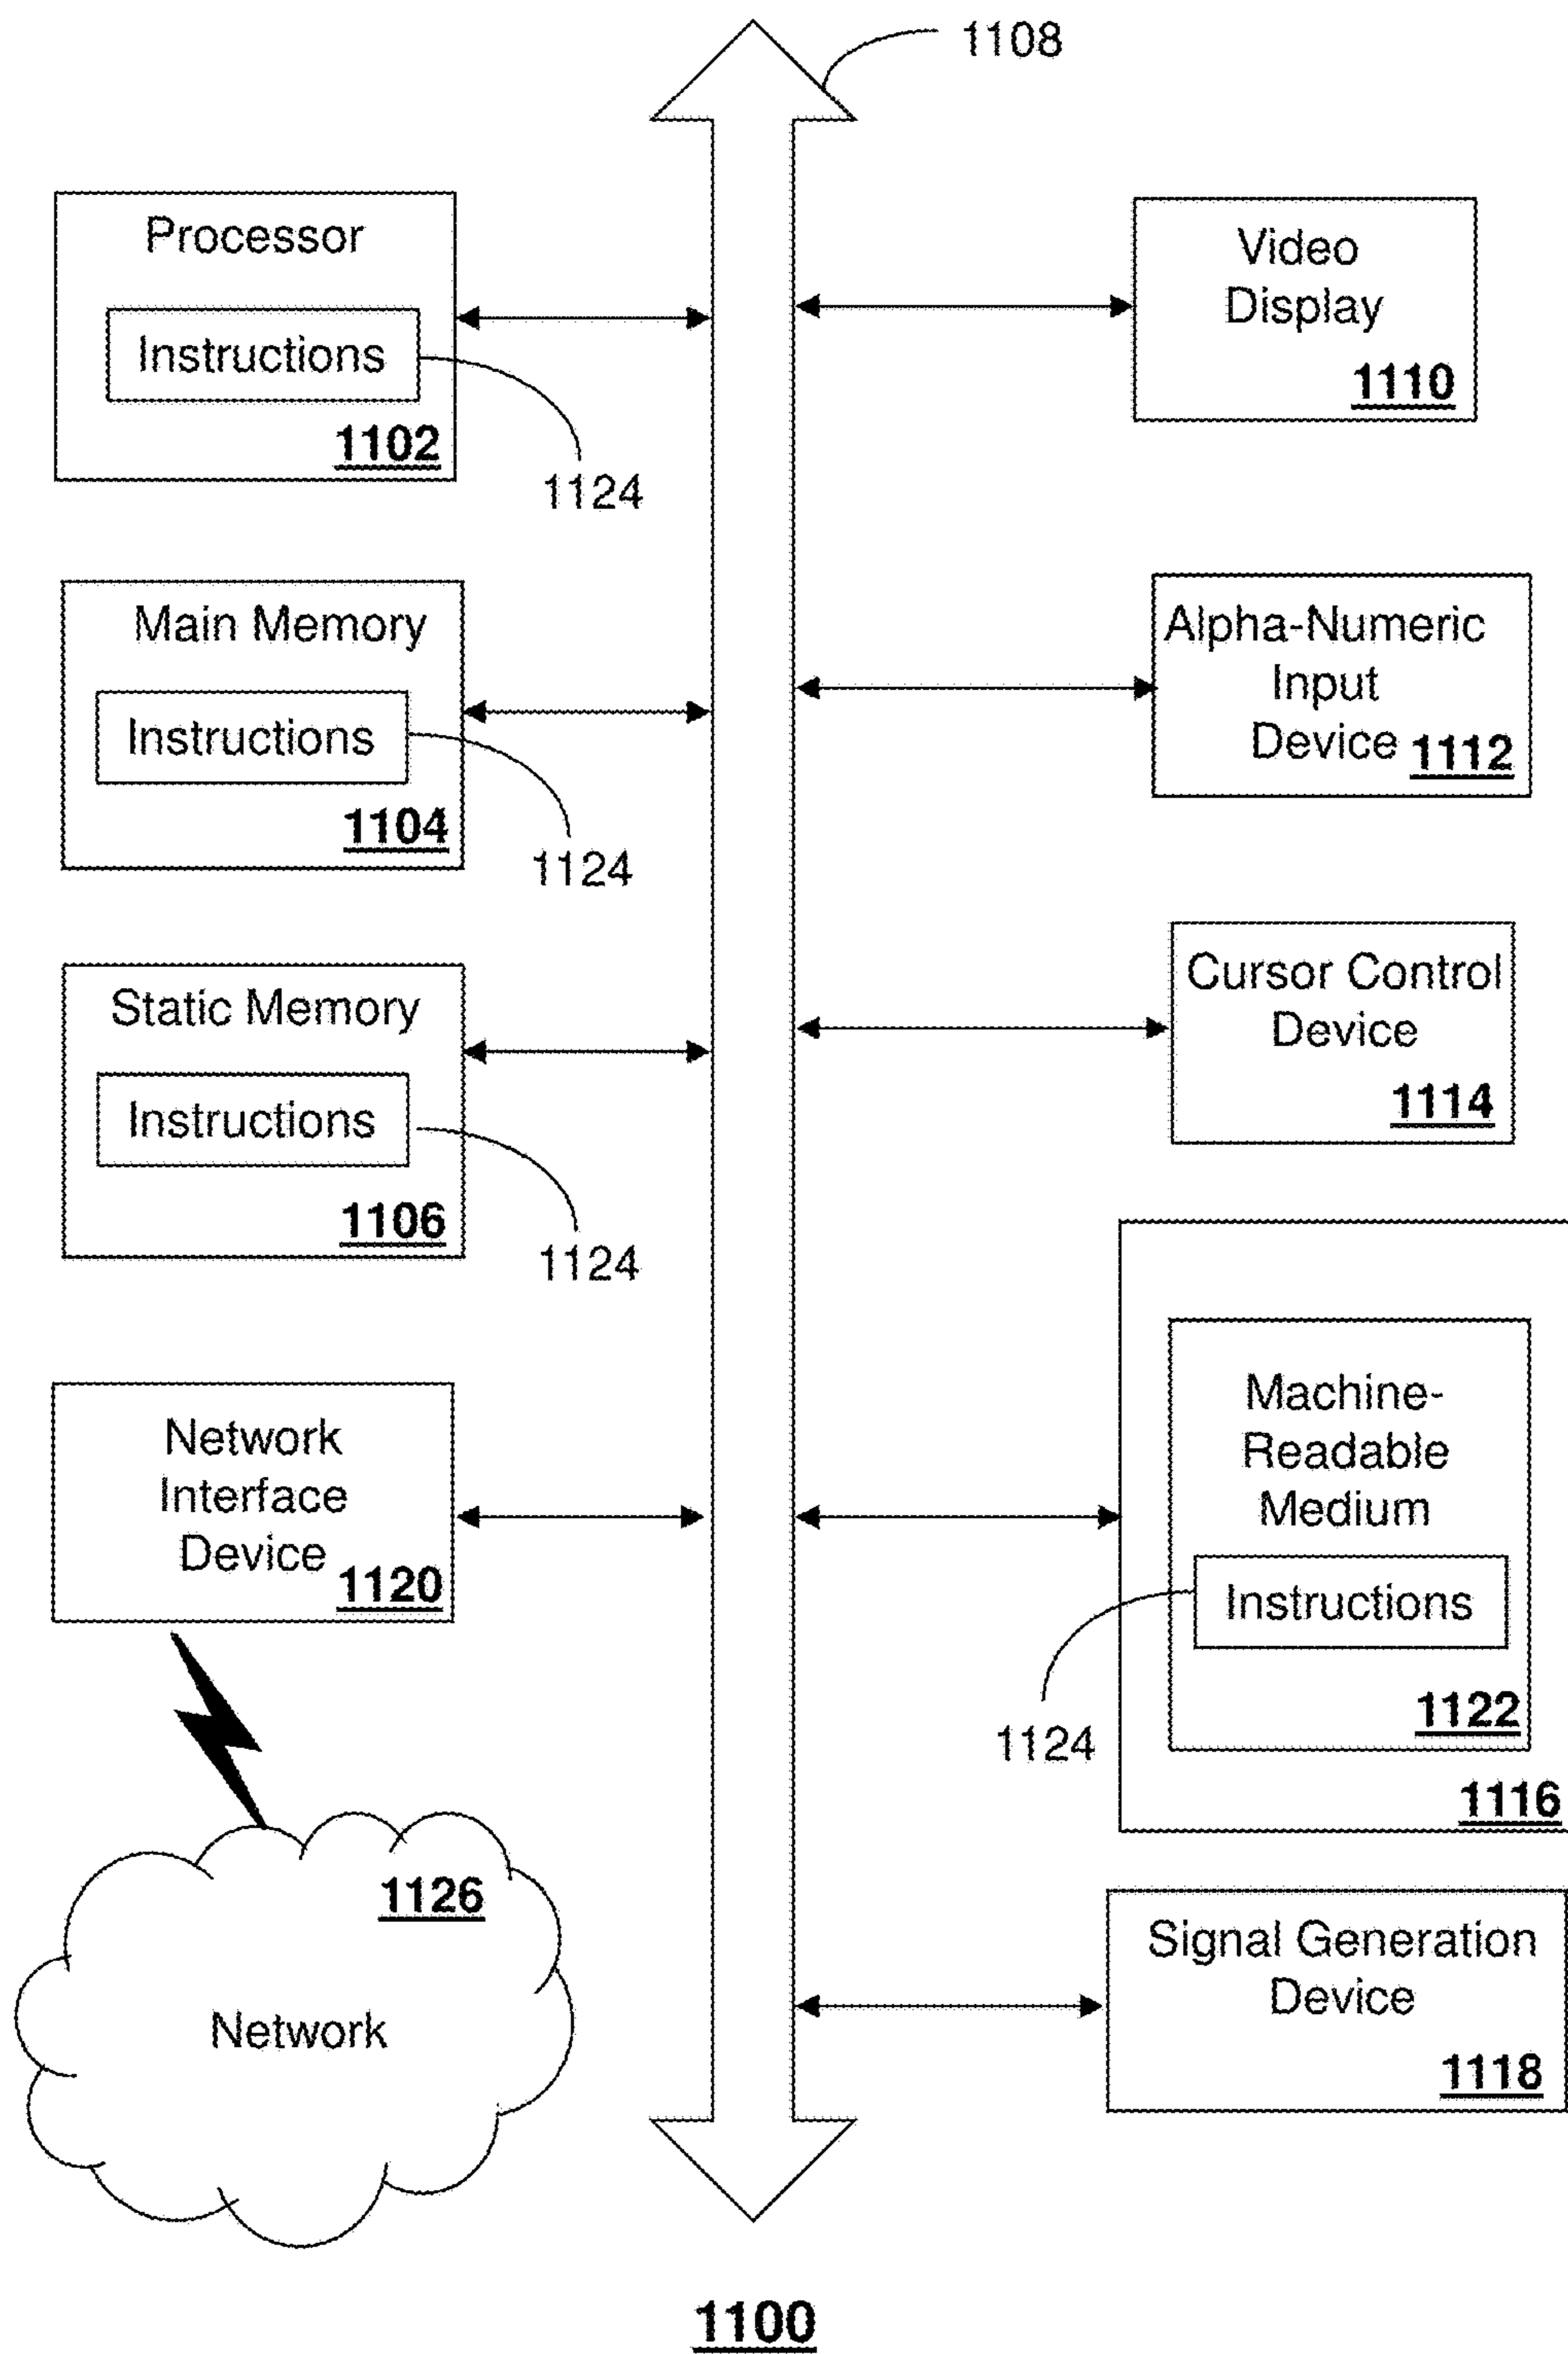 1108
Processor
Instructions
1102
1124
Main Memory
Instructions
1104
1124
Static Memory
Instructions
1106
1124
Network
Interface
Device
1120
1126
Network
Video
Display
1110
Alpha-Numeric
Input
Device 1112
Cursor Control
Device
1114
Machine-
Readable
Medium
Instructions
1122
1124
1116
Signal Generation
Device
1118
1100